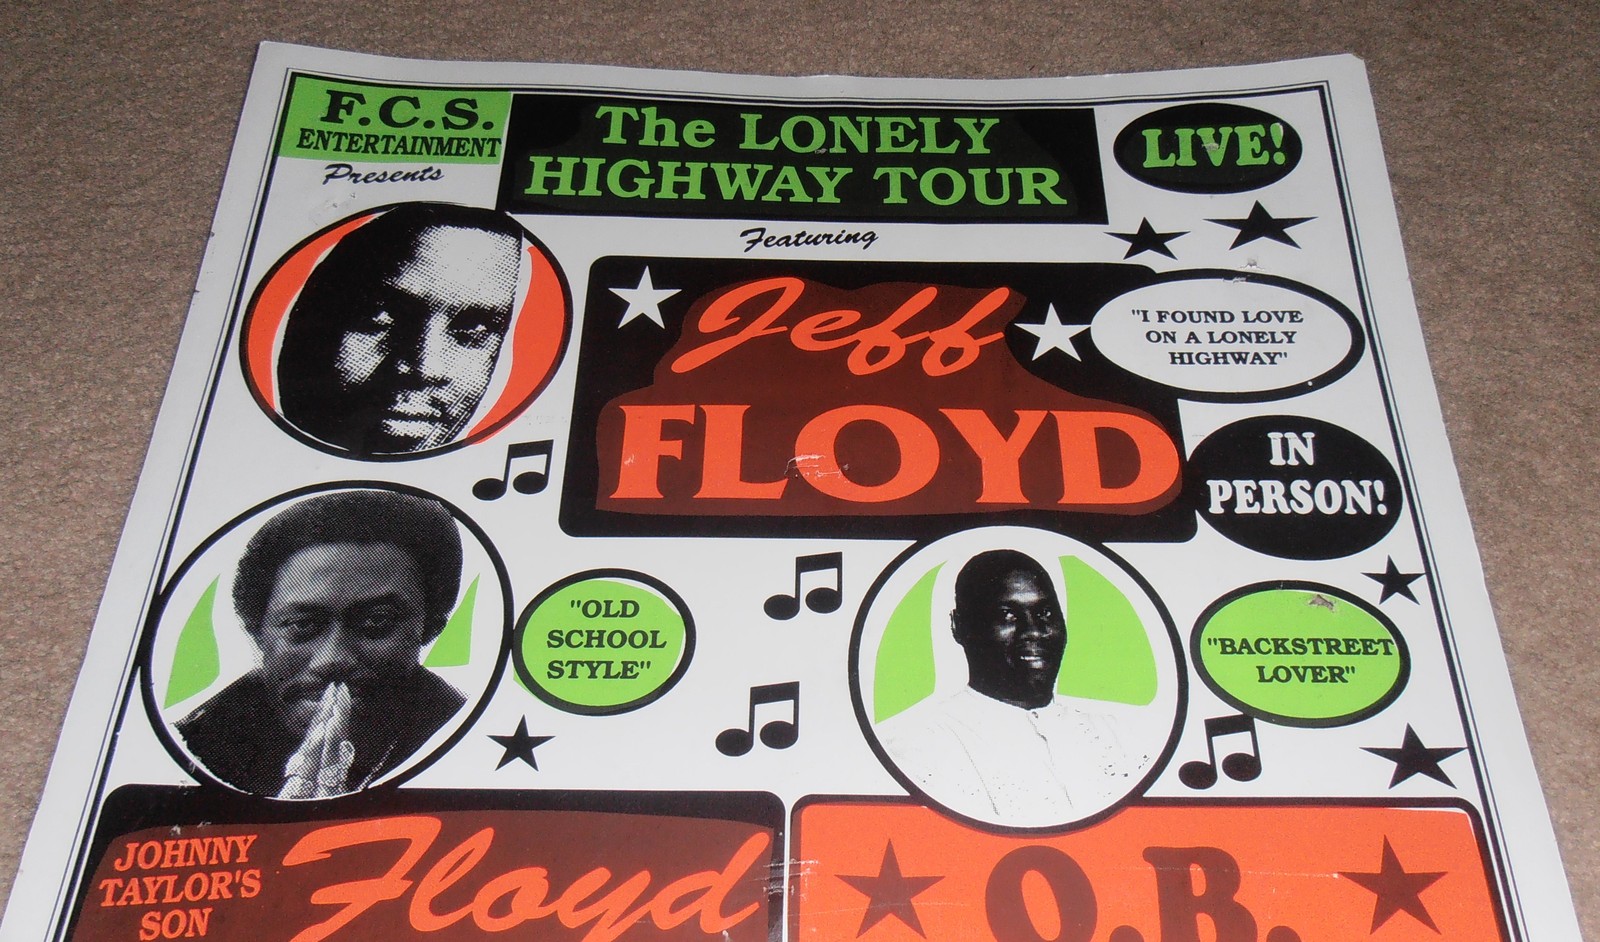 F.C.S.
ENTERTAINMENT
Presents
The LONELY
HIGHWAY TOUR
LIVE!
Featuring
Jeff
FLOYD
"I FOUND LOVE
ON A LONELY
HIGHWAY"
IN
PERSON!
"OLD
SCHOOL
STYLE"
"BACKSTREET
LOVER"
JOHNNY
TAYLOR'S
SON
Floyd
O.B.